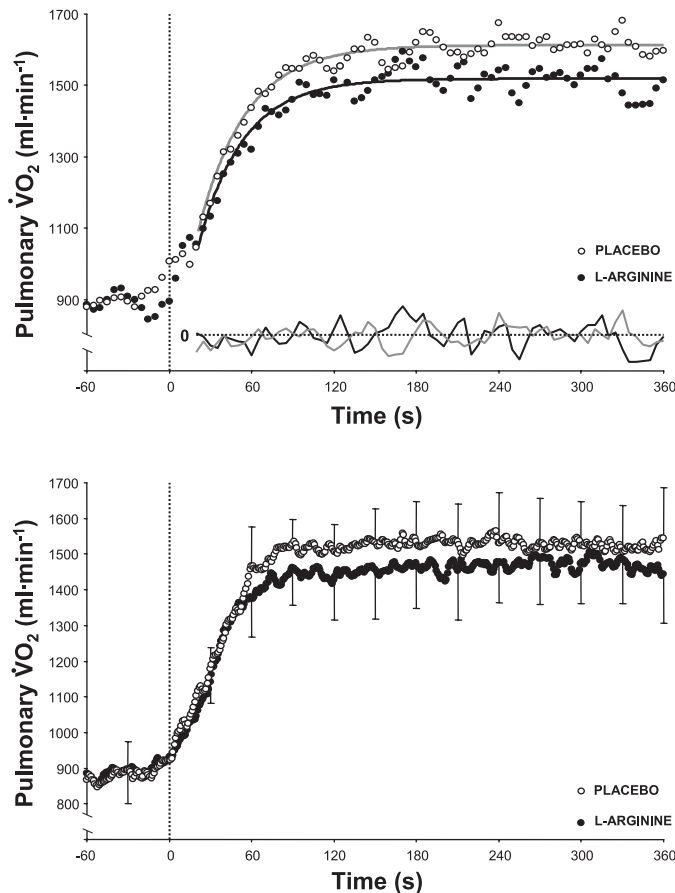 1700
1500
1300
1100
900
Pulmonary V̇O₂ (ml·min⁻¹)
PLACEBO
L-ARGININE
0
-60 0 60 120 180 240 300 360
Time (s)
1700
1600
1500
1400
1300
1200
1100
1000
900
800
Pulmonary V̇O₂ (ml·min⁻¹)
PLACEBO
L-ARGININE
-60 0 60 120 180 240 300 360
Time (s)